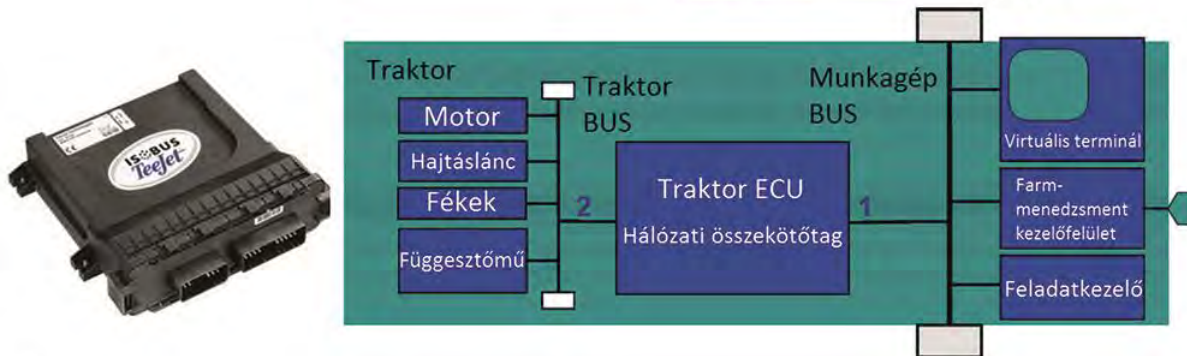 ISOBUS
TeeJet
Traktor
Motor
Hajtáslánc
Fékek
Függesztőmű
Traktor
BUS
2
Traktor ECU
Hálózati összekötőtag
1
Munkagép
BUS
Virtuális terminál
Farm-
menedzsment
kezelőfelület
Feladatkezelő